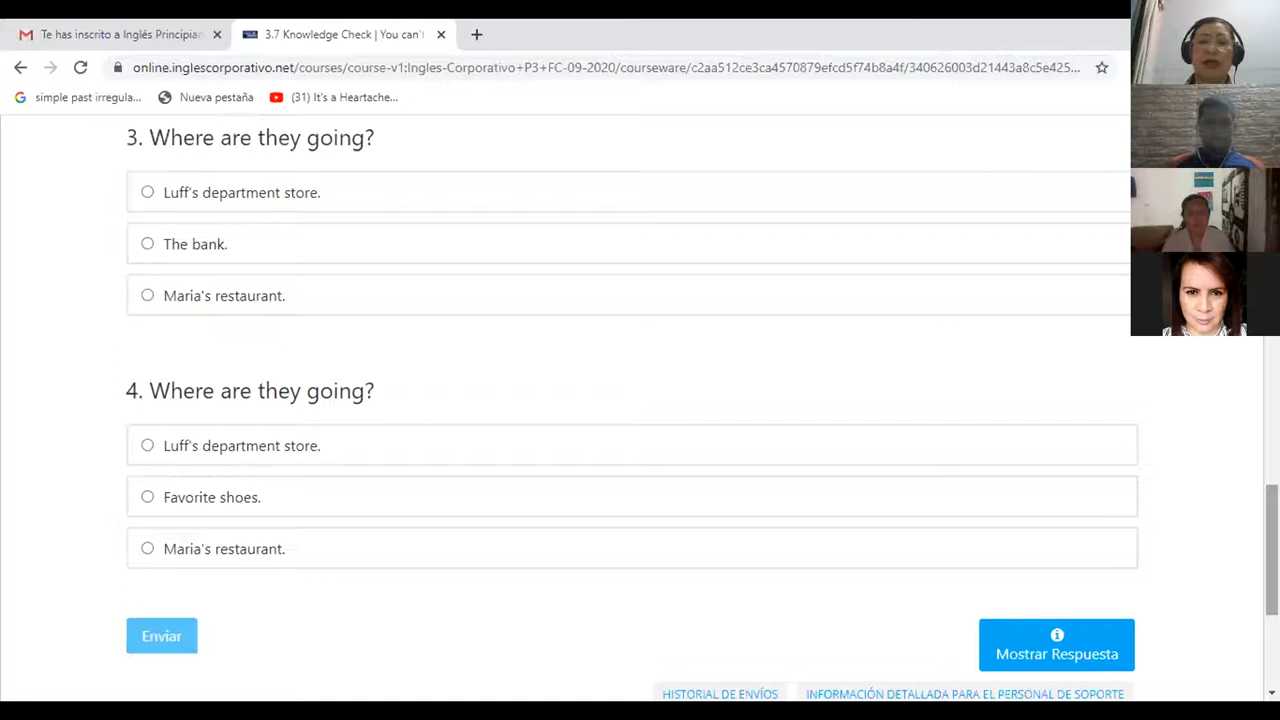 Te has inscrito a Inglés Principian
3.7 Knowledge Check | You can't
online.inglescorporativo.net/courses/course-v1:Ingles-Corporativo+P3+FC-09-2020/courseware/c2aa512ce3ca4570879efcd5f74b8a4f/340626003d21443a8c5e425...
simple past irregula...
Nueva pestaña
(31) It's a Heartache...
3. Where are they going?
Luff's department store.
The bank.
Maria's restaurant.
4. Where are they going?
Luff's department store.
Favorite shoes.
Maria's restaurant.
Enviar
Mostrar Respuesta
HISTORIAL DE ENVÍOS
INFORMACIÓN DETALLADA PARA EL PERSONAL DE SOPORTE